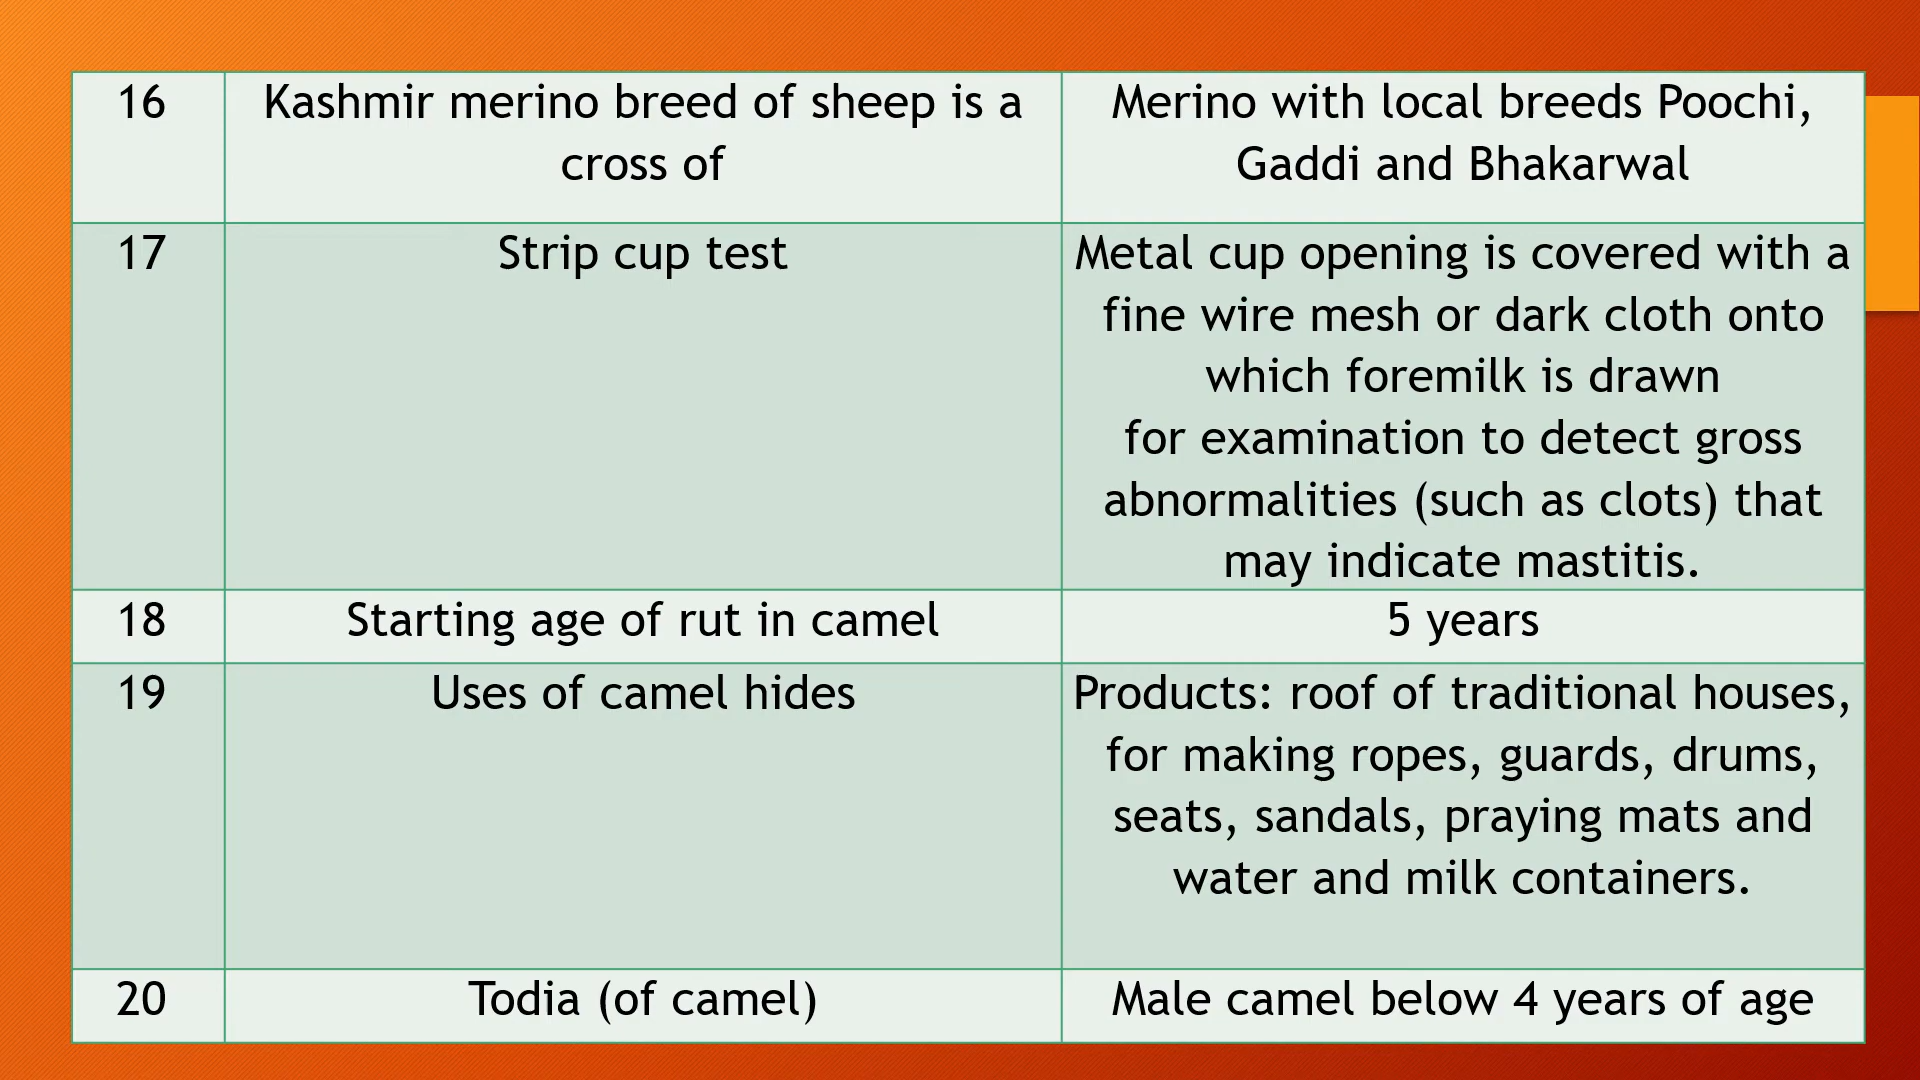 16
Kashmir merino breed of sheep is a
cross of
Merino with local breeds Poochi,
Gaddi and Bhakarwal
17
Strip cup test
Metal cup opening is covered with a
fine wire mesh or dark cloth onto
which foremilk is drawn
for examination to detect gross
abnormalities (such as clots) that
may indicate mastitis.
18
Starting age of rut in camel
5 years
19
Uses of camel hides
Products: roof of traditional houses,
for making ropes, guards, drums,
seats, sandals, praying mats and
water and milk containers.
20
Todia (of camel)
Male camel below 4 years of age